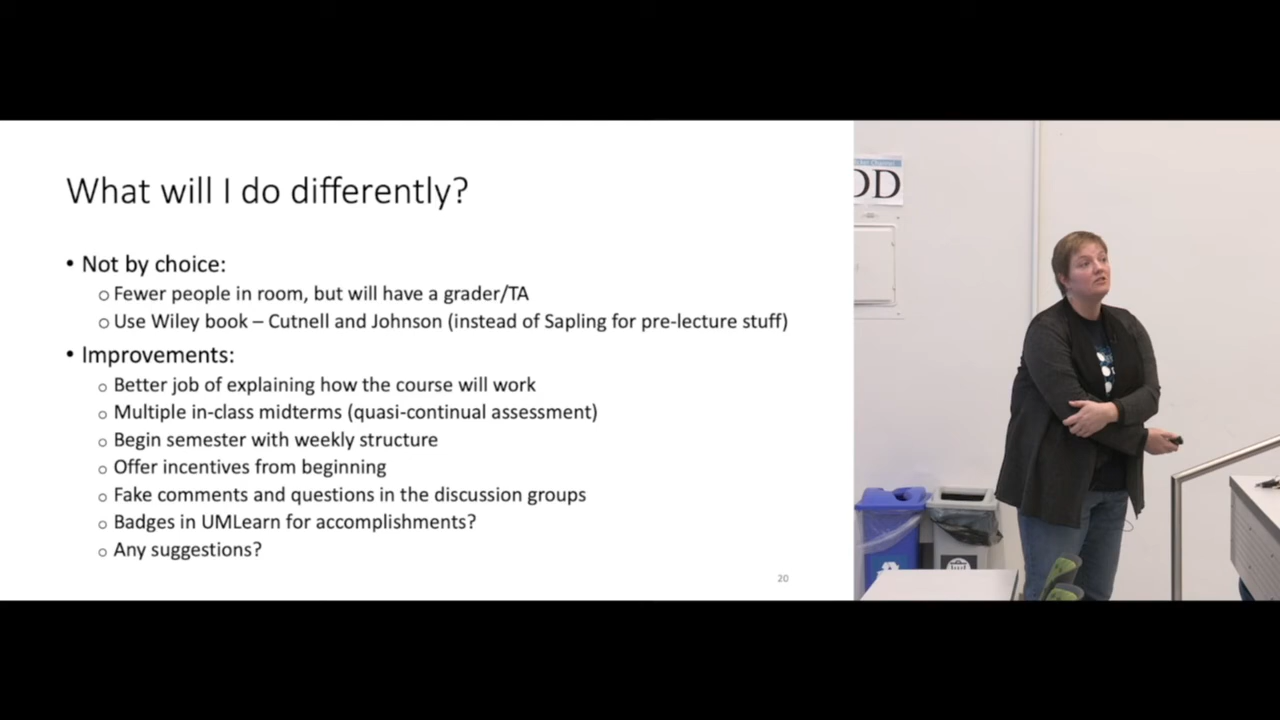 What will I do differently?
• Not by choice:
o Fewer people in room, but will have a grader/TA
o Use Wiley book – Cutnell and Johnson (instead of Sapling for pre-lecture stuff)
• Improvements:
o Better job of explaining how the course will work
o Multiple in-class midterms (quasi-continual assessment)
o Begin semester with weekly structure
o Offer incentives from beginning
o Fake comments and questions in the discussion groups
o Badges in UMLearn for accomplishments?
o Any suggestions?
20
DD